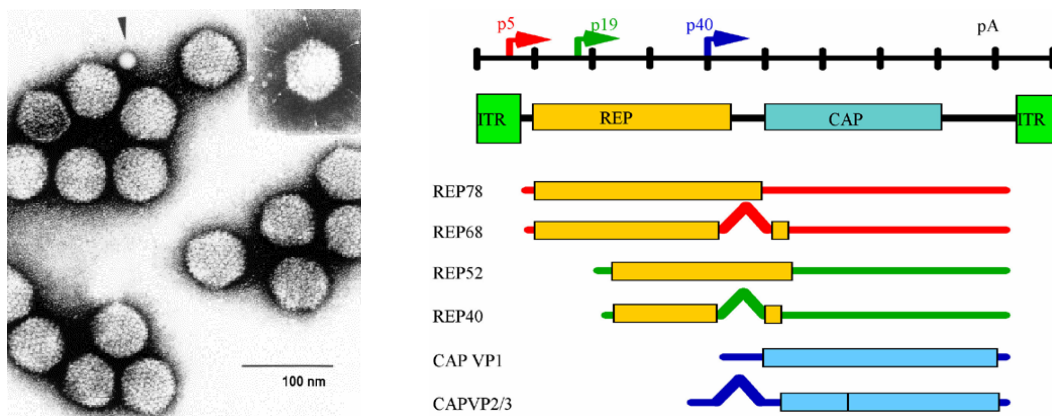 100 nm
p5 p19 p40 pA
ITR REP CAP ITR
REP78
REP68
REP52
REP40
CAP VP1
CAPVP2/3